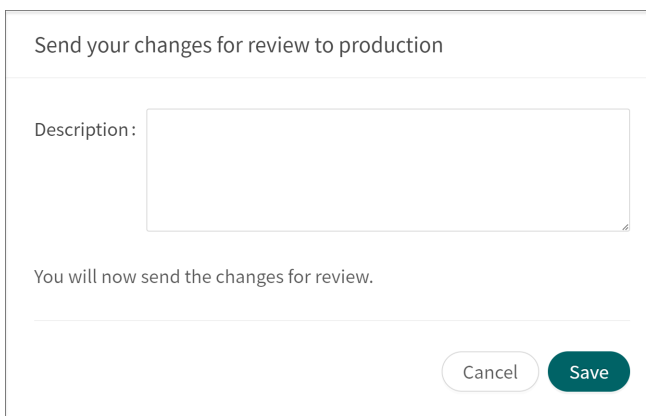 Send your changes for review to production
Description:
You will now send the changes for review.
Cancel
Save